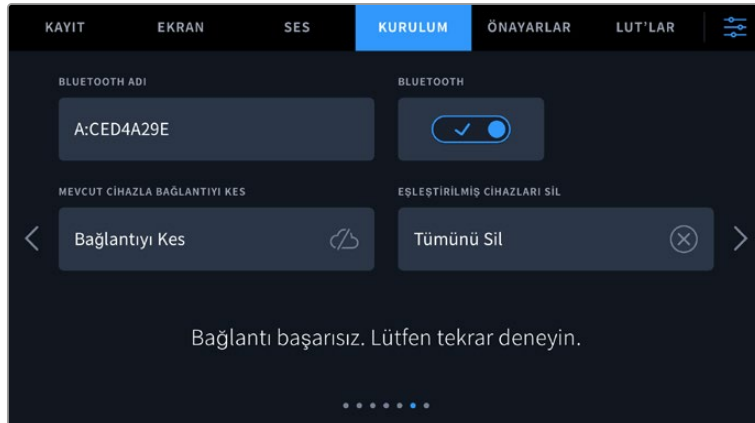 KAYIT EKRAN SES KURULUM ÖNAYARLAR LUT'LAR
BLUETOOTH ADI BLUETOOTH
A:CED4A29E
MEVCUT CİHAZLA BAĞLANTIYI KES EŞLEŞTİRİLMİŞ CİHAZLARI SİL
Bağlantıyı Kes Tümünü Sil
Bağlantı başarısız. Lütfen tekrar deneyin.